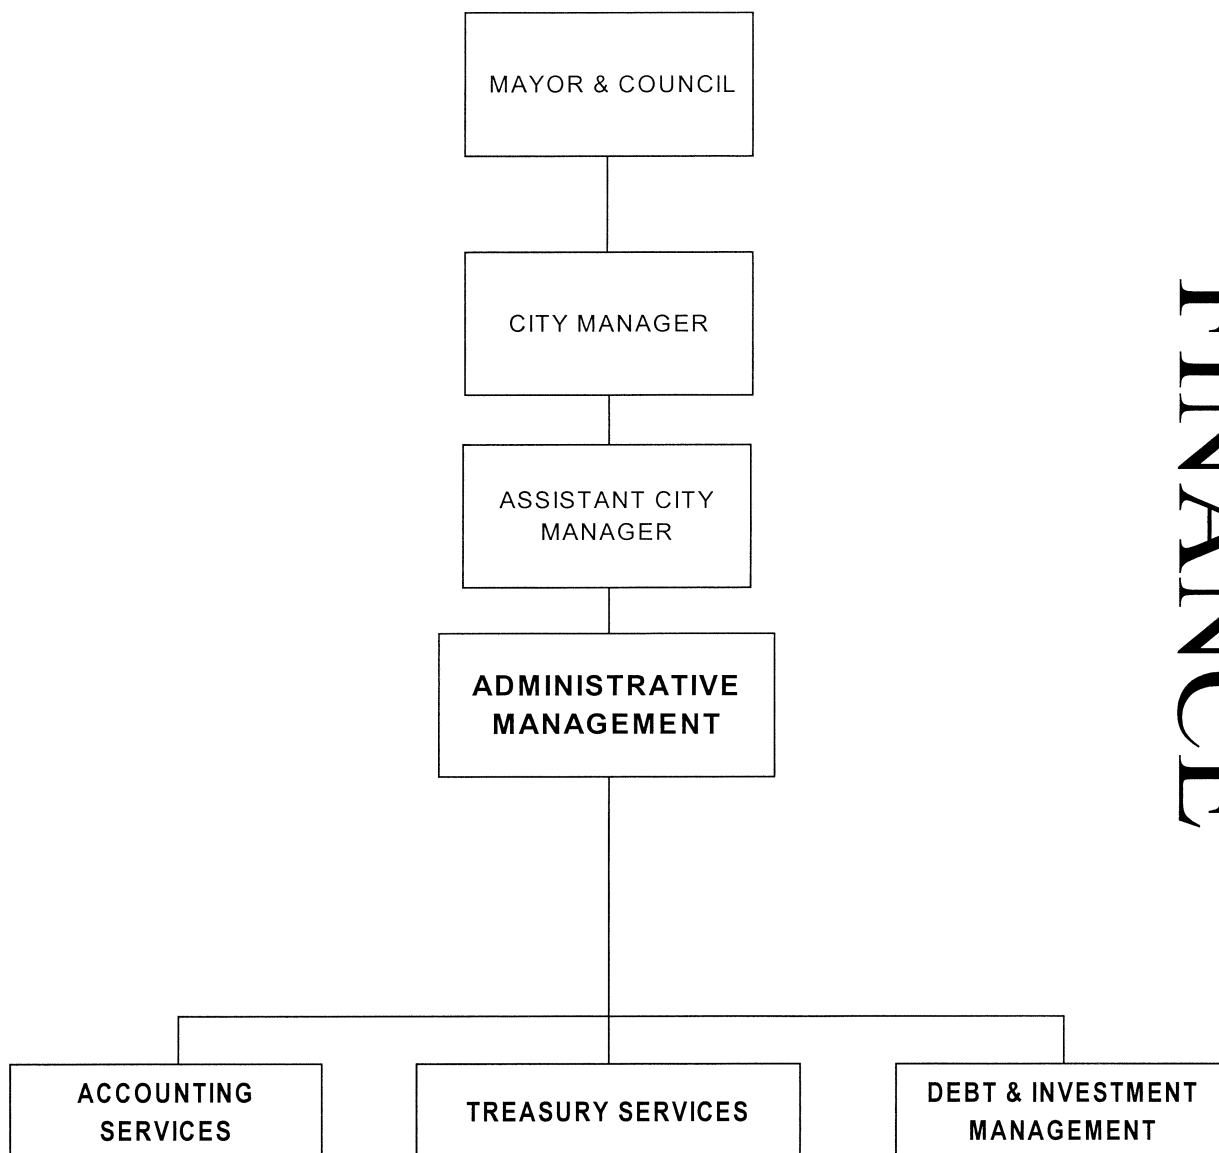 MAYOR & COUNCIL
CITY MANAGER
ASSISTANT CITY
MANAGER
ADMINISTRATIVE
MANAGEMENT
FINANCE
ACCOUNTING
SERVICES
TREASURY SERVICES
DEBT & INVESTMENT
MANAGEMENT